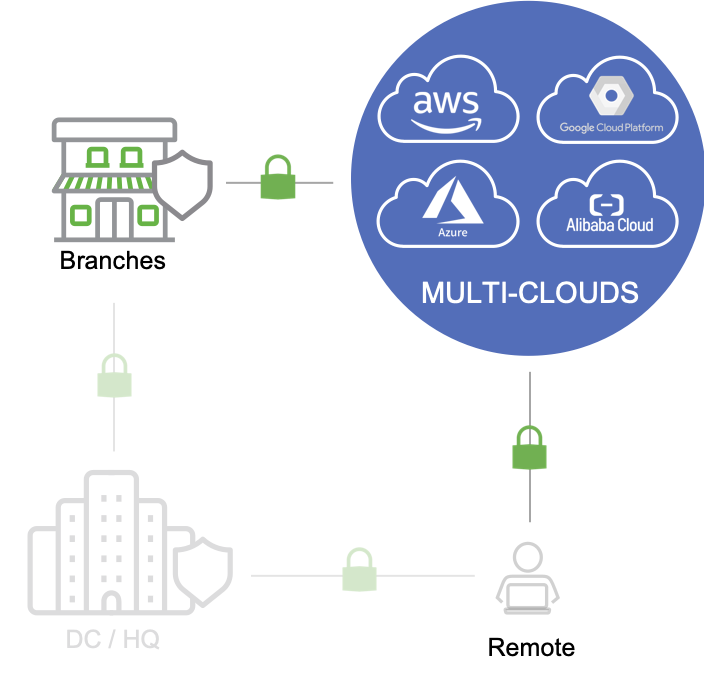 aws
Google Cloud Platform
Azure
Alibaba Cloud
MULTI-CLOUDS
Branches
DC / HQ
Remote